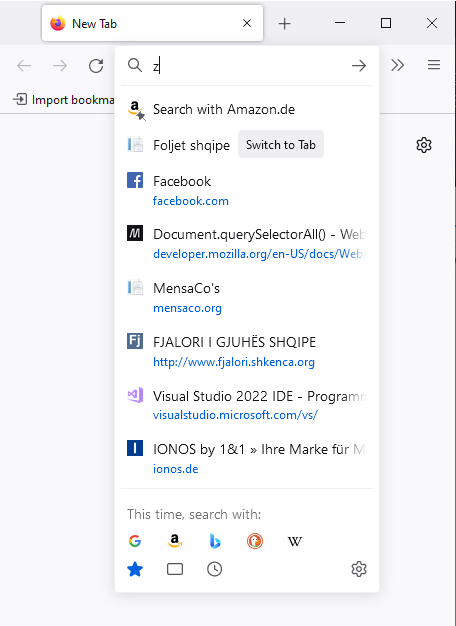 New Tab
z
Import bookma
Search with Amazon.de
Foljet shqipe Switch to Tab
Facebook
facebook.com
Document.querySelectorAll() - Web
developer.mozilla.org/en-US/docs/Web
MensaCo's
mensaco.org
FJALORI I GJUHËS SHQIPE
http://www.fjalori.shkenca.org
Visual Studio 2022 IDE - Programm
visualstudio.microsoft.com/vs/
IONOS by 1&1 » Ihre Marke für M
ionos.de
This time, search with: